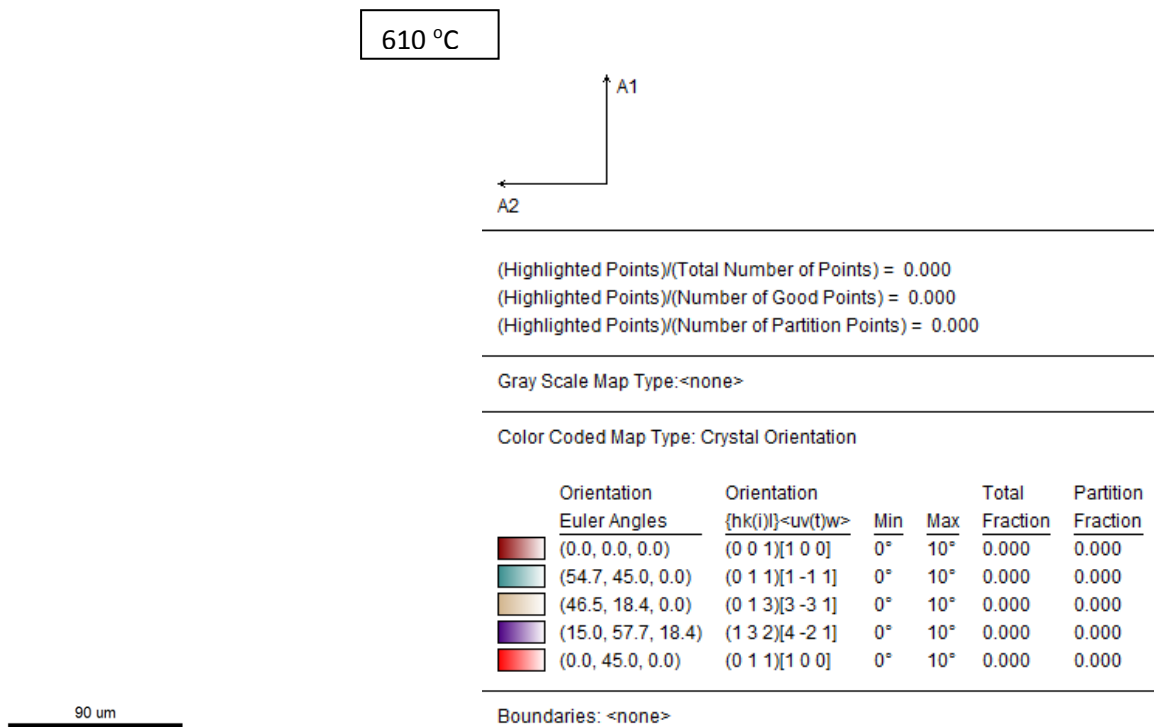 610 °C
A1
A2
(Highlighted Points)/(Total Number of Points) = 0.000
(Highlighted Points)/(Number of Good Points) = 0.000
(Highlighted Points)/(Number of Partition Points) = 0.000
Gray Scale Map Type:<none>
Color Coded Map Type: Crystal Orientation
Orientation Orientation Total Partition
Euler Angles {hk(i)l}<uv(t)w> Min Max Fraction Fraction
(0.0, 0.0, 0.0) (0 0 1)[1 0 0] 0° 10° 0.000 0.000
(54.7, 45.0, 0.0) (0 1 1)[1 -1 1] 0° 10° 0.000 0.000
(46.5, 18.4, 0.0) (0 1 3)[3 -3 1] 0° 10° 0.000 0.000
(15.0, 57.7, 18.4) (1 3 2)[4 -2 1] 0° 10° 0.000 0.000
(0.0, 45.0, 0.0) (0 1 1)[1 0 0] 0° 10° 0.000 0.000
90 um
Boundaries: <none>